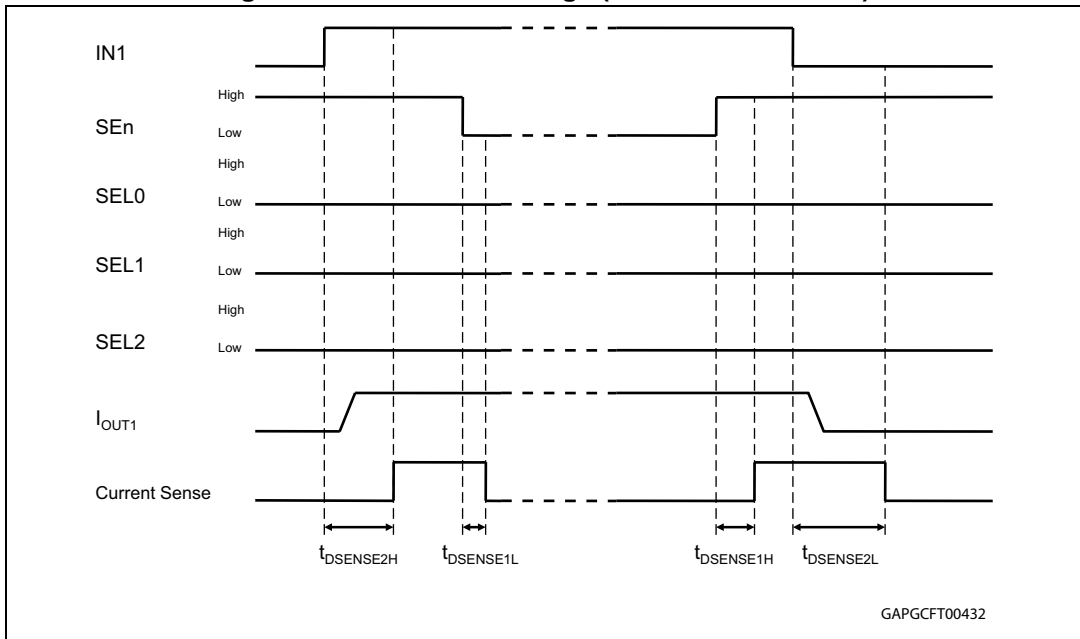 IN1
High
SEn
Low
High
SEL0
Low
High
SEL1
Low
High
SEL2
Low
IOUT1
Current Sense
tDSENSE2H tDSENSE1L tDSENSE1H tDSENSE2L
GAPGCFT00432